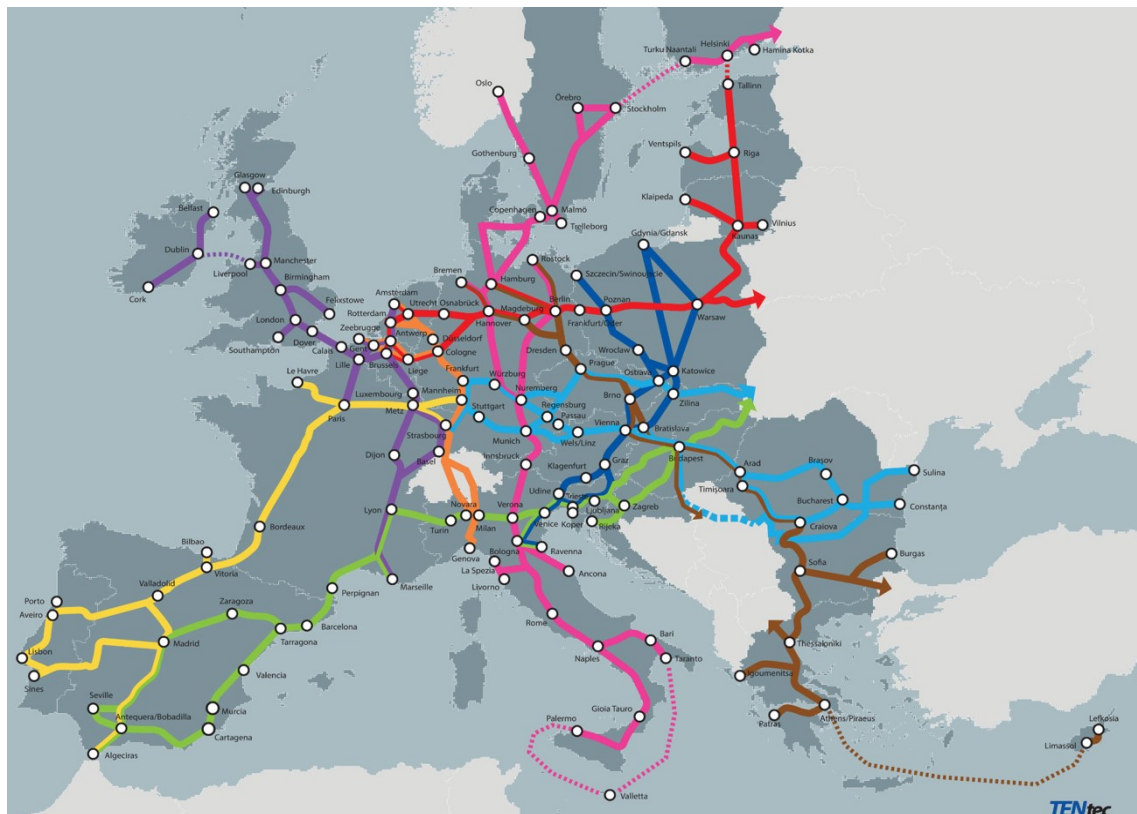 Helsinki
Turku Naantali
Hamina Kotka
Oslo
Tallinn
Örebro
Stockholm
Ventspils
Riga
Gothenburg
Glasgow
Edinburgh
Klaipeda
Belfast
Copenhagen
Malmö
Trelleborg
Vilnius
Kaunas
Gdynia/Gdansk
Dublin
Manchester
Liverpool
Rostock
Bremen
Szczecin/Swinoujscie
Birmingham
Cork
Hamburg
Felixstowe
Amsterdam
Utrecht
Osnabrück
Magdeburg
Berlin
Poznan
London
Rotterdam
Hannover
Frankfurt/Oder
Warsaw
Zeebrugge
Antwerp
Düsseldorf
Southampton
Dover
Calais
Gent
Cologne
Dresden
Wroclaw
Lille
Brussels
Liege
Frankfurt
Prague
Katowice
Würzburg
Ostrava
Le Havre
Luxembourg
Mannheim
Nuremberg
Brno
Zilina
Paris
Metz
Stuttgart
Regensburg
Passau
Strasbourg
Vienna
Bratislava
Munich
Wels/Linz
Dijon
Basel
Innsbruck
Klagenfurt
Graz
Budapest
Arad
Braşov
Sulina
Udine
Trieste
Timişoara
Novara
Verona
Ljubljana
Zagreb
Bucharest
Constanţa
Lyon
Turin
Milan
Venice
Koper
Rijeka
Craiova
Bordeaux
Bologna
Genova
Ravenna
Bilbao
La Spezia
Sofia
Burgas
Vitoria
Ancona
Livorno
Marseille
Valladolid
Perpignan
Porto
Zaragoza
Aveiro
Rome
Barcelona
Tarragona
Madrid
Bari
Thessaloniki
Naples
Lisbon
Taranto
Valencia
Igoumenitsa
Sines
Seville
Murcia
Gioia Tauro
Antequera/Bobadilla
Palermo
Patras
Athens/Piraeus
Lefkosia
Cartagena
Limassol
Algeciras
Valletta
TENtec